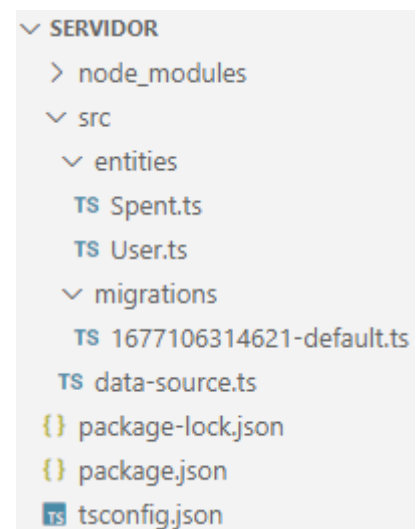 SERVIDOR
node_modules
src
entities
TS Spent.ts
TS User.ts
migrations
TS 1677106314621-default.ts
TS data-source.ts
{} package-lock.json
{} package.json
TS tsconfig.json